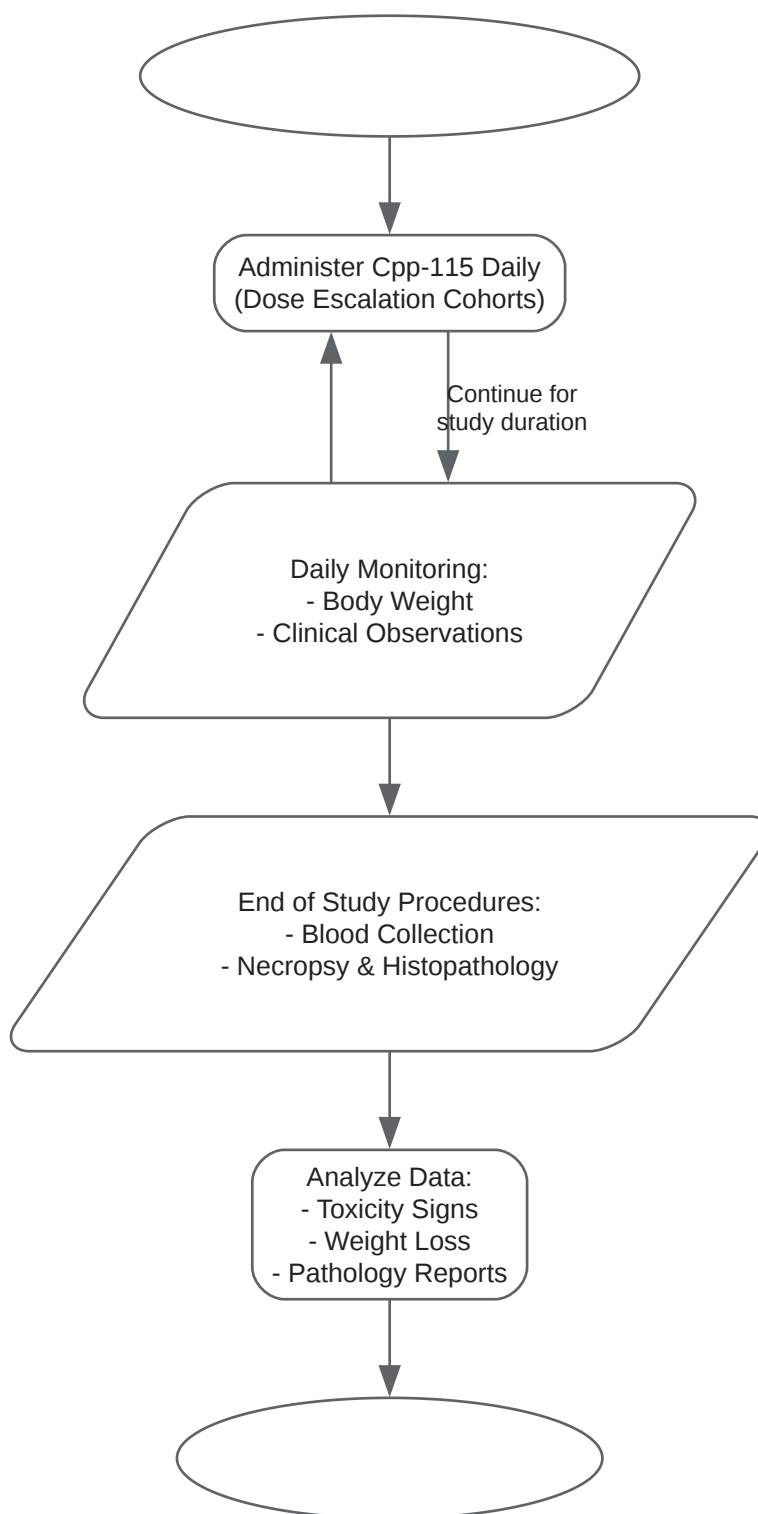 Administer Cpp-115 Daily
(Dose Escalation Cohorts)
Continue for
study duration
Daily Monitoring:
- Body Weight
- Clinical Observations
End of Study Procedures:
- Blood Collection
- Necropsy & Histopathology
Analyze Data:
- Toxicity Signs
- Weight Loss
- Pathology Reports